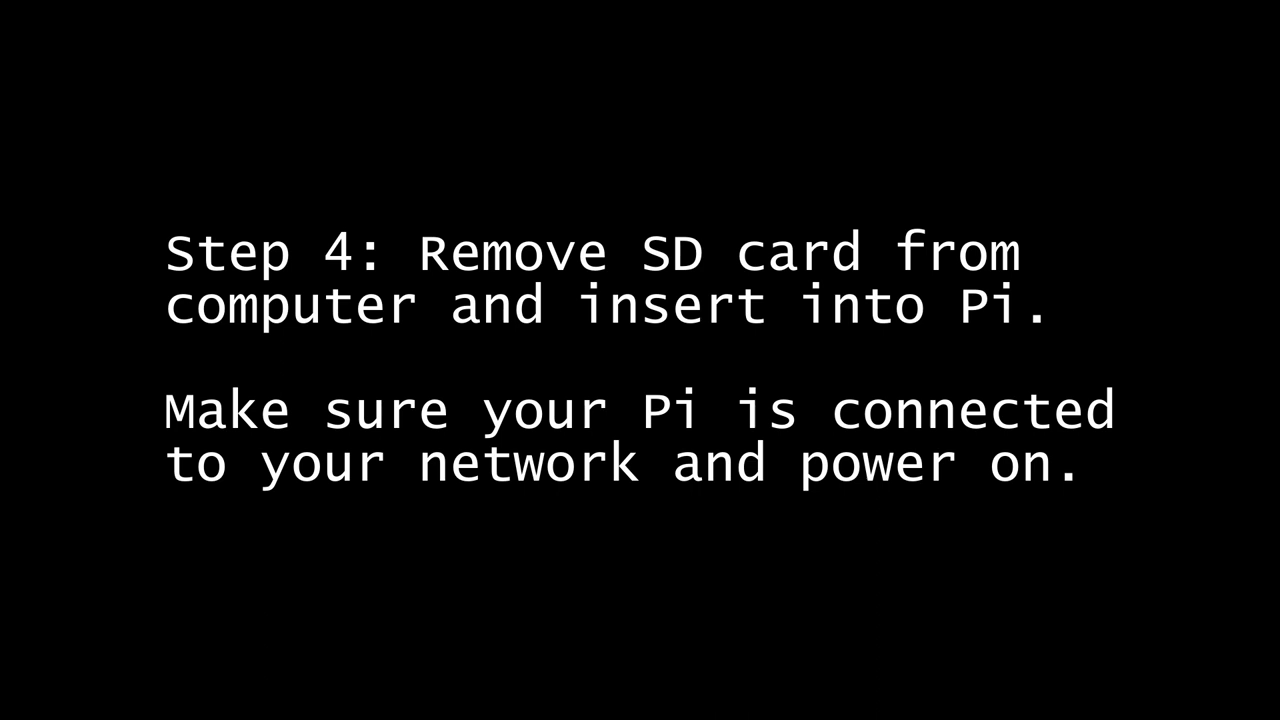 Step 4: Remove SD card from
computer and insert into Pi.
Make sure your Pi is connected
to your network and power on.